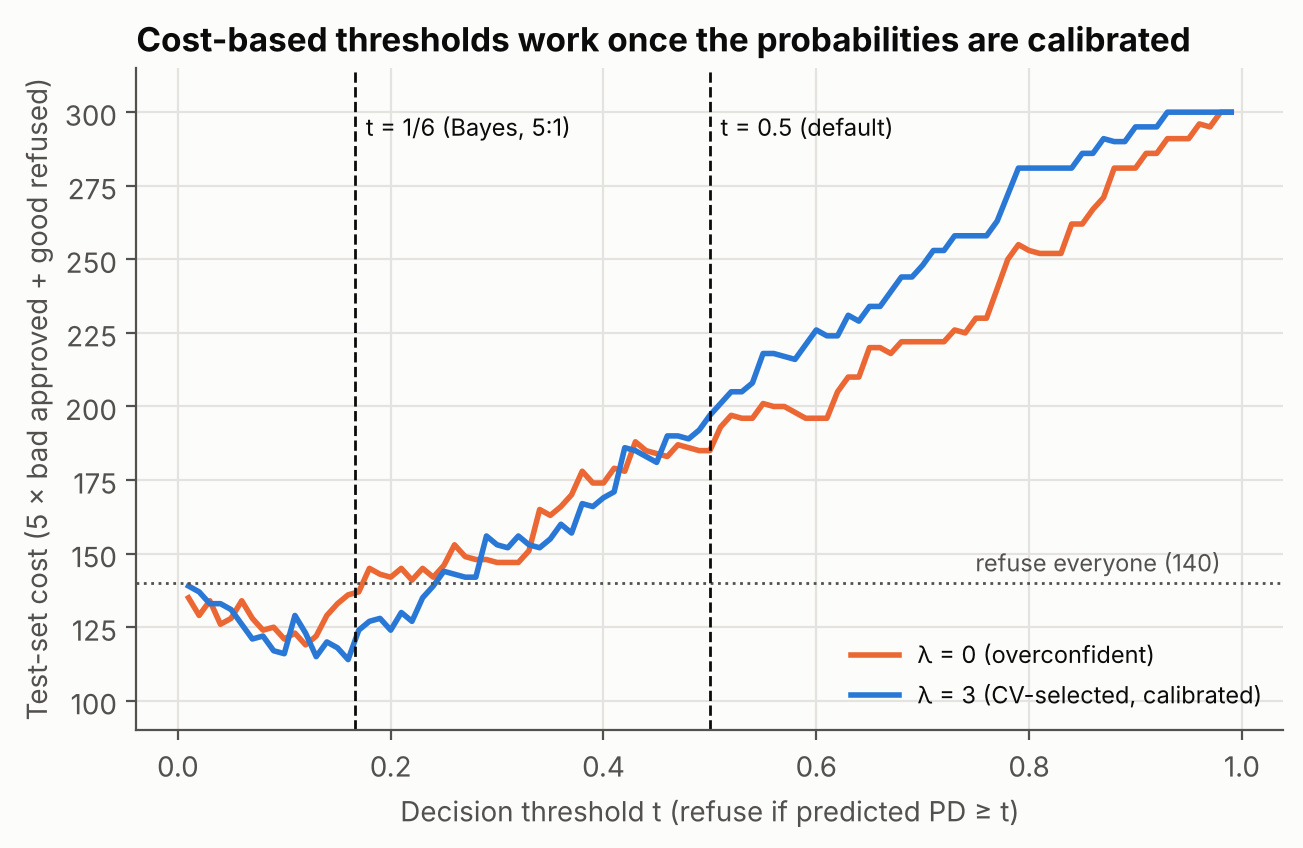 Cost-based thresholds work once the probabilities are calibrated
Test-set cost (5 × bad approved + good refused)
300
275
250
225
200
175
150
125
100
t = 1/6 (Bayes, 5:1)
t = 0.5 (default)
refuse everyone (140)
λ = 0 (overconfident)
λ = 3 (CV-selected, calibrated)
0.0
0.2
0.4
0.6
0.8
1.0
Decision threshold t (refuse if predicted PD ≥ t)